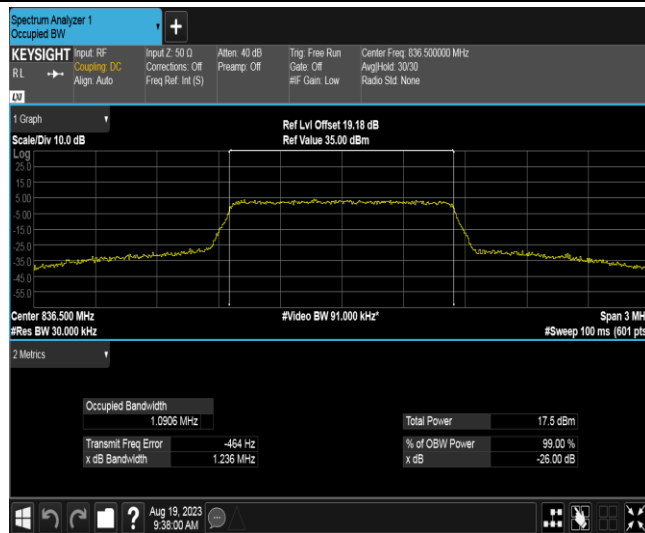 Spectrum Analyzer 1
Occupied BW
+
KEYSIGHT Input: RF Input Z: 50 Ω Atten: 40 dB Trig: Free Run Center Freq: 836.500000 MHz
RL Coupling: DC Corrections: Off Preamp: Off Gate: Off Avg|Hold: 30/30
Align: Auto Freq Ref: Int (S) #IF Gain: Low Radio Std: None
LXI
1 Graph
Ref Lvl Offset 19.18 dB
Scale/Div 10.0 dB Ref Value 35.00 dBm
Log
25.0
15.0
5.00
-5.00
-15.0
-25.0
-35.0
-45.0
-55.0
Center 836.500 MHz #Video BW 91.000 kHz* Span 3 MH
#Res BW 30.000 kHz #Sweep 100 ms (601 pts
2 Metrics
Occupied Bandwidth
1.0906 MHz Total Power 17.5 dBm
Transmit Freq Error -464 Hz % of OBW Power 99.00 %
x dB Bandwidth 1.236 MHz x dB -26.00 dB
? Aug 19, 2023
9:38:00 AM